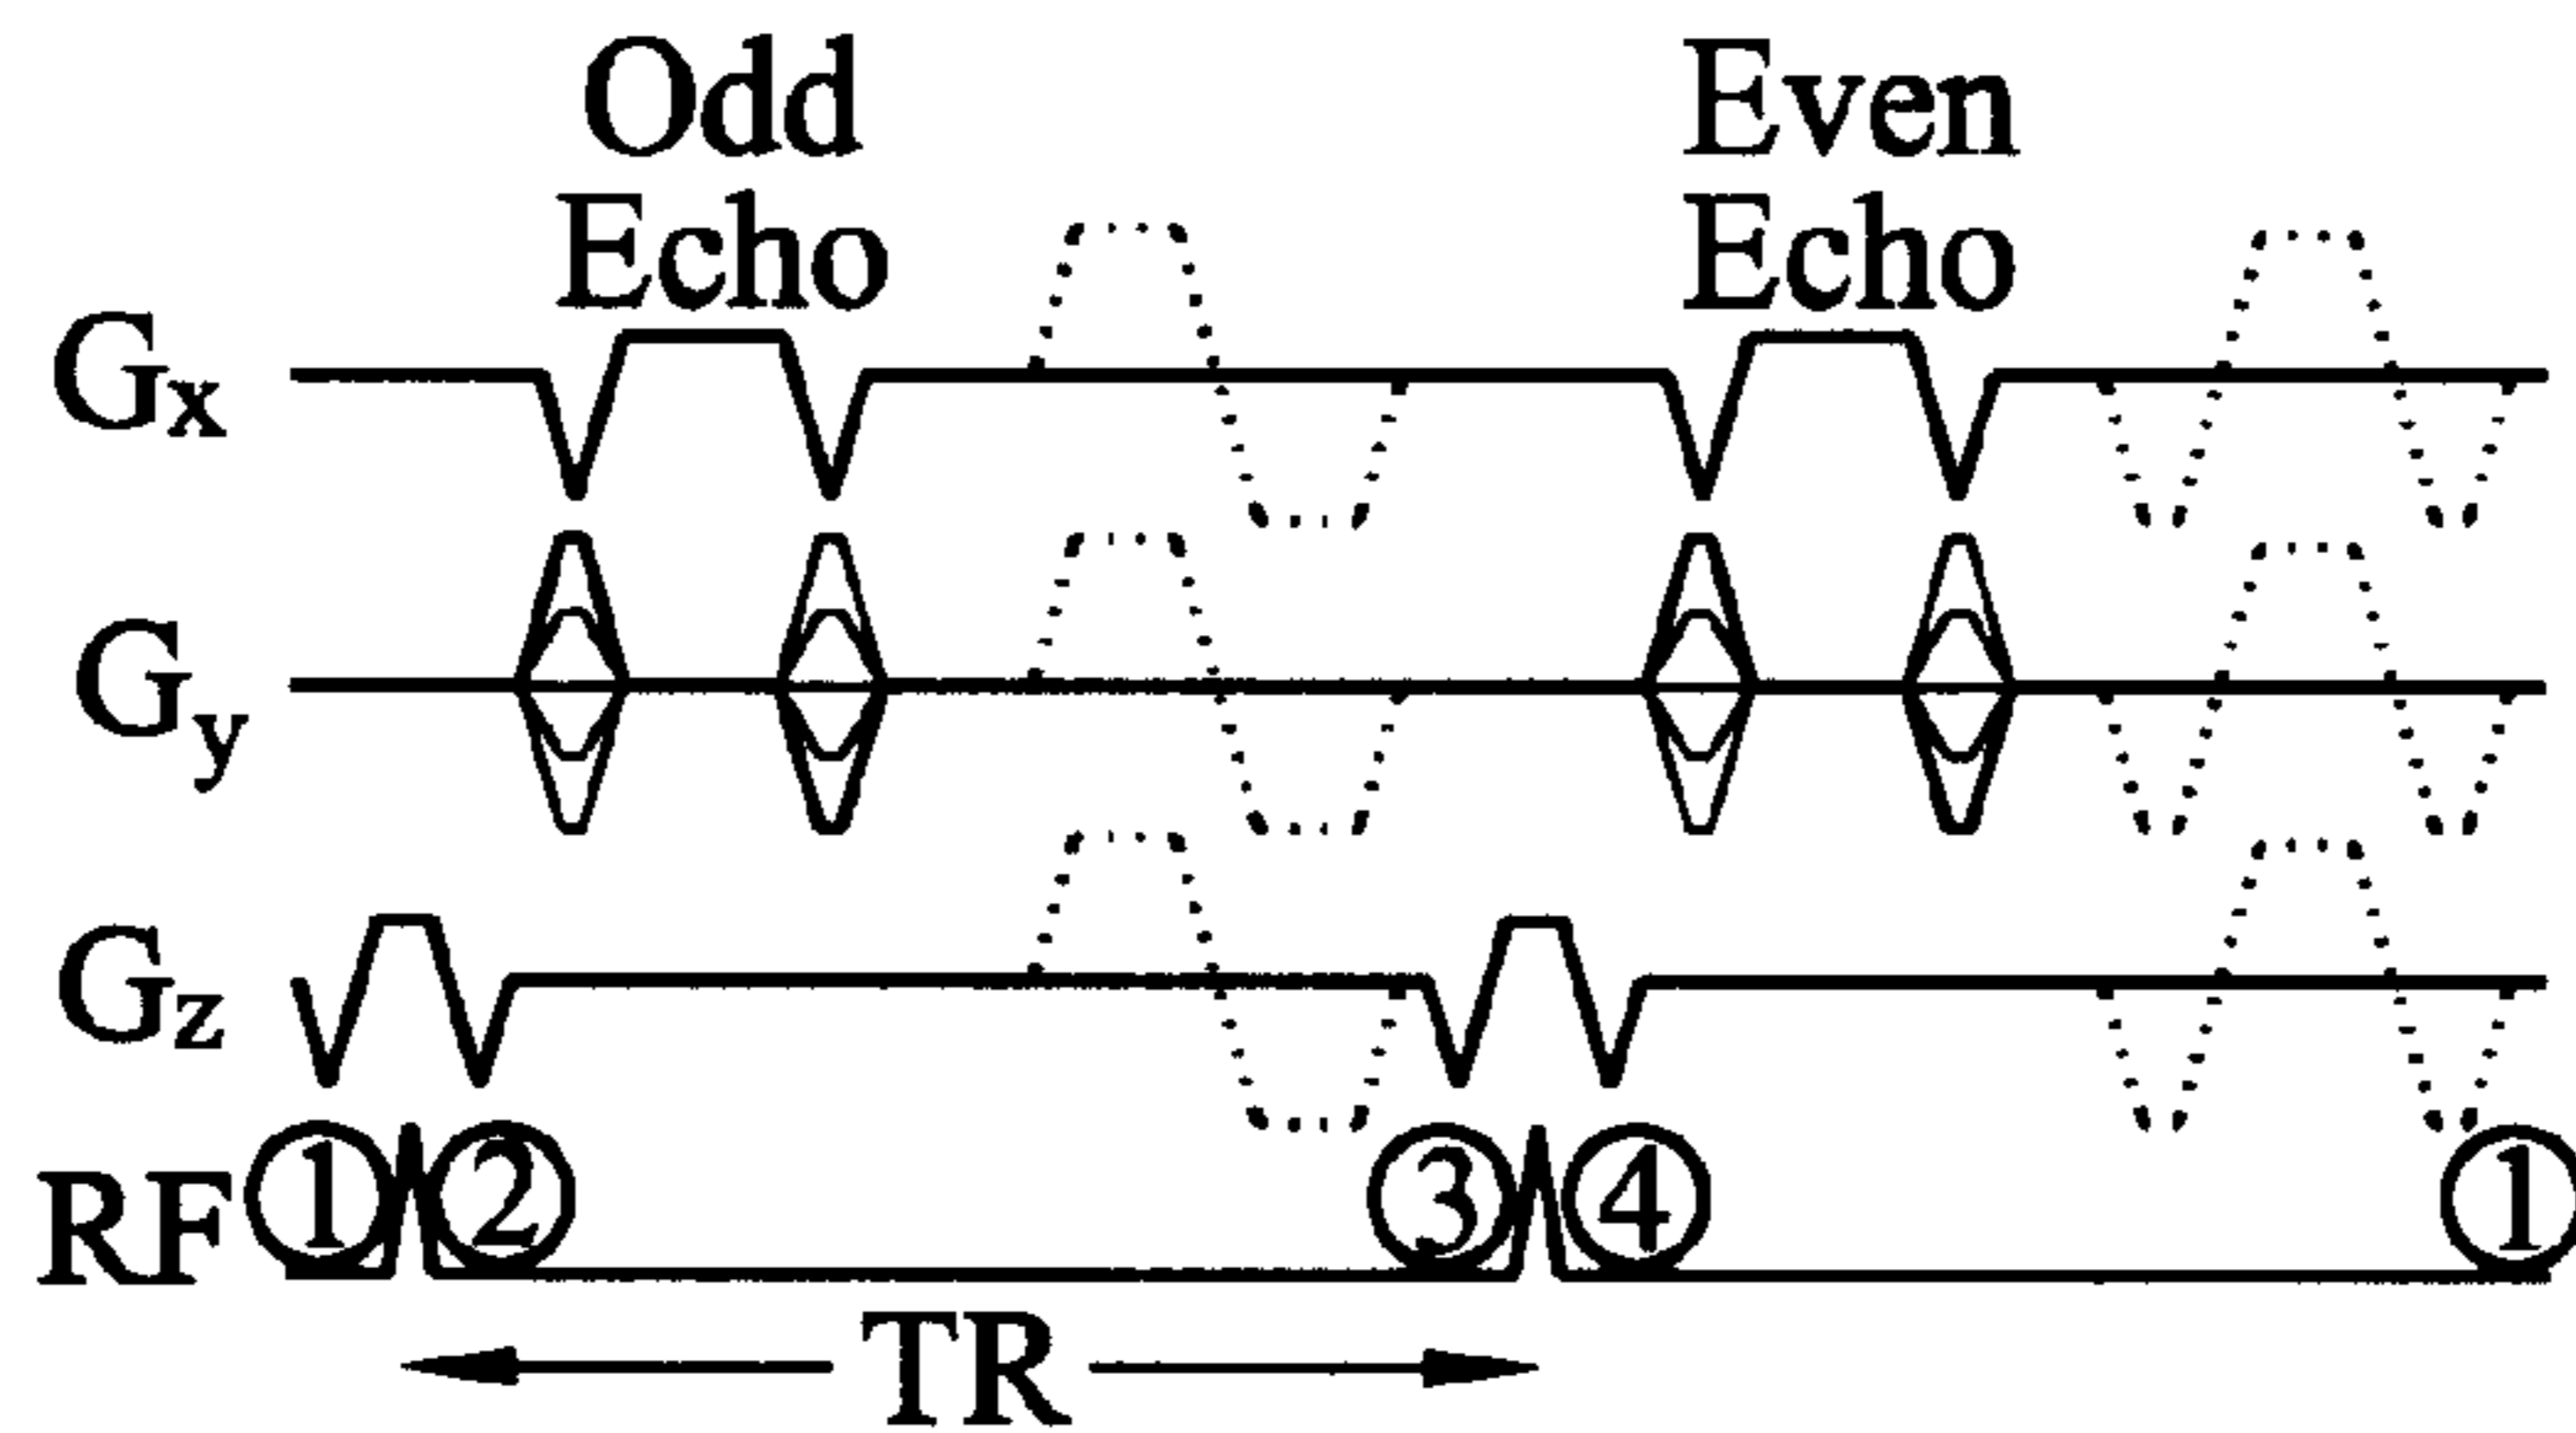 Odd Even
Echo Echo
Gx
Gy
Gz
RF ① ② ③ ④ ①
TR